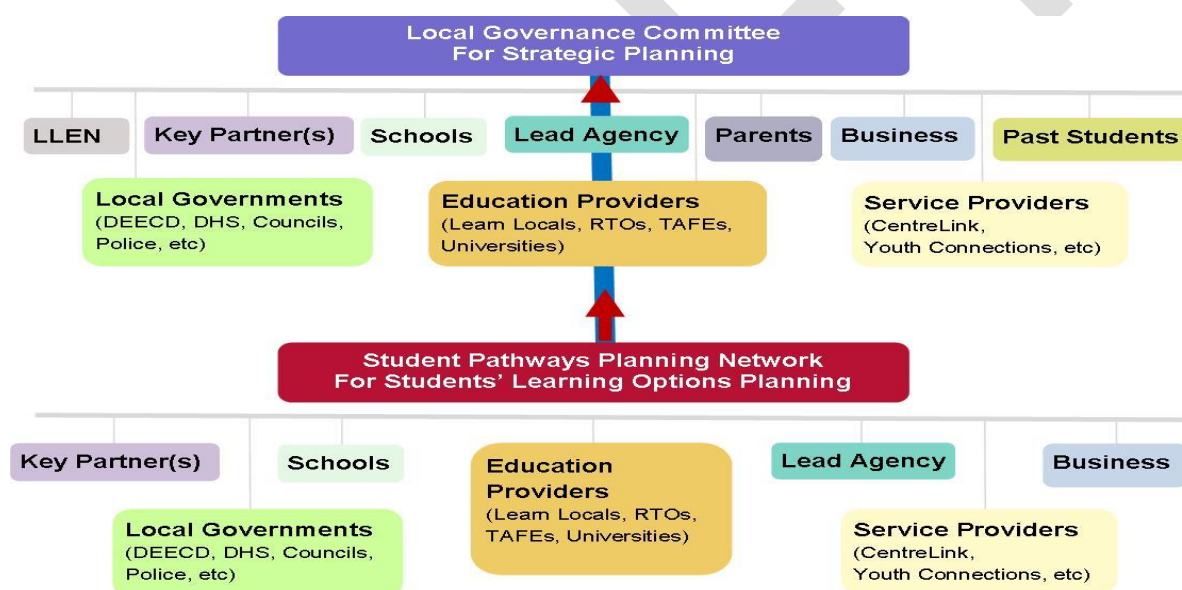 Local Governance Committee
For Strategic Planning
LLEN
Key Partner(s)
Schools
Lead Agency
Parents
Business
Past Students
Local Governments
(DEECD, DHS, Councils,
Police, etc)
Education Providers
(Learn Locals, RTOs, TAFEs,
Universities)
Service Providers
(CentreLink,
Youth Connections, etc)
Student Pathways Planning Network
For Students' Learning Options Planning
Key Partner(s)
Schools
Education
Providers
(Learn Locals, RTOs,
TAFEs, Universities)
Lead Agency
Business
Local Governments
(DEECD, DHS, Councils,
Police, etc)
Service Providers
(CentreLink,
Youth Connections, etc)